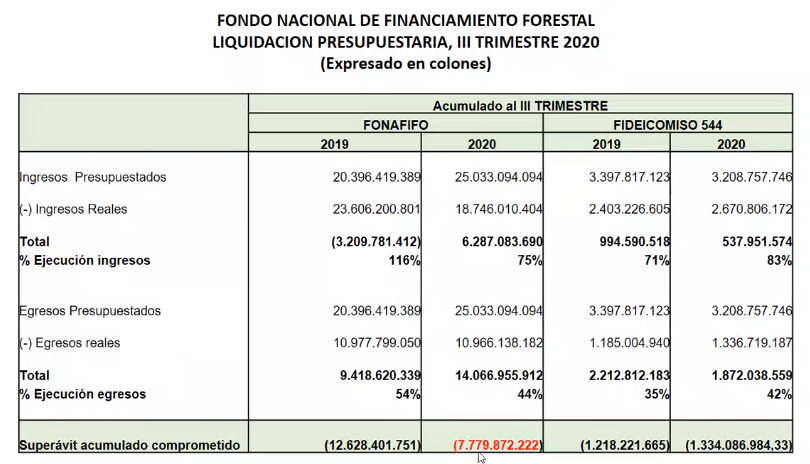 FONDO NACIONAL DE FINANCIAMIENTO FORESTAL
LIQUIDACION PRESUPUESTARIA, III TRIMESTRE 2020
(Expresado en colones)
Acumulado al III TRIMESTRE
FONAFIFO FIDEICOMISO 544
2019 2020 2019 2020
Ingresos Presupuestados 20.396.419.389 25.033.094.094 3.397.817.123 3.208.757.746
(-) Ingresos Reales 23.606.200.801 18.746.010.404 2.403.226.605 2.670.806.172
Total (3.209.781.412) 6.287.083.690 994.590.518 537.951.574
% Ejecución ingresos 116% 75% 71% 83%
Egresos Presupuestados 20.396.419.389 25.033.094.094 3.397.817.123 3.208.757.746
(-) Egresos reales 10.977.799.050 10.966.138.182 1.185.004.940 1.336.719.187
Total 9.418.620.339 14.066.955.912 2.212.812.183 1.872.038.559
% Ejecución egresos 54% 44% 35% 42%
Superávit acumulado comprometido (12.628.401.751) (7.779.872.222) (1.218.221.665) (1.334.086.984,33)